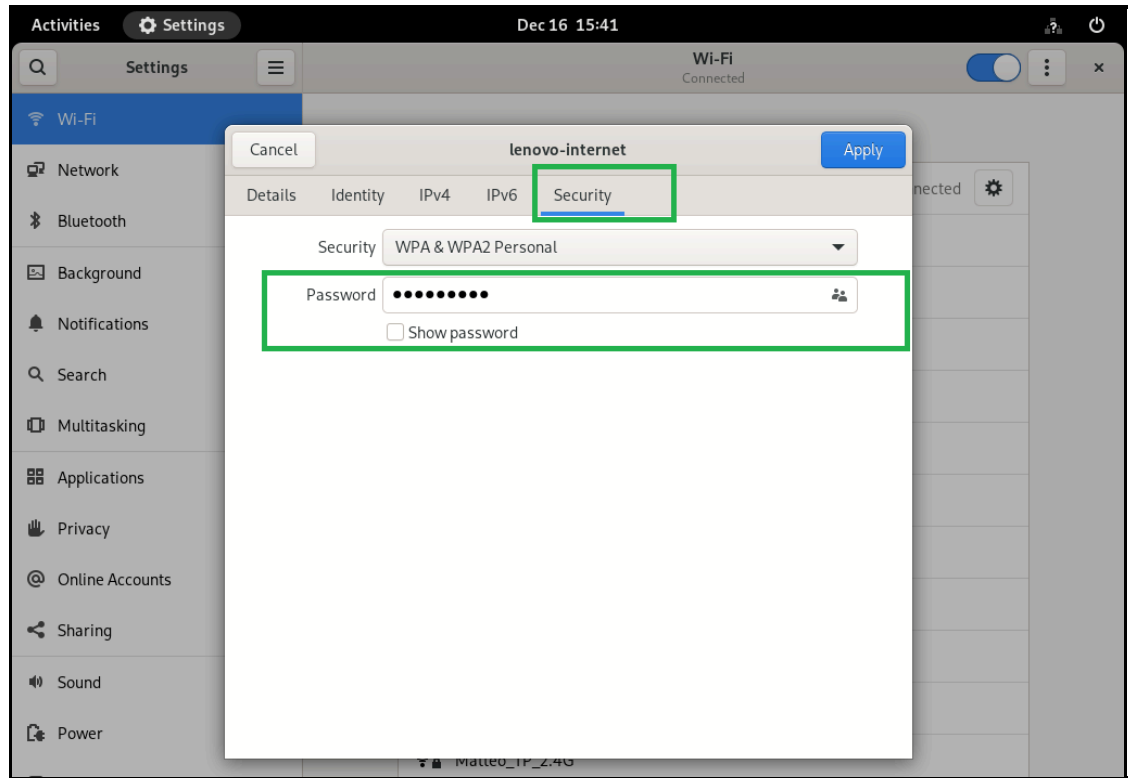 Activities Settings Dec 16 15:41
Settings Wi-Fi
Connected
Wi-Fi
Cancel lenovo-internet Apply
Network
Details Identity IPv4 IPv6 Security nected
Bluetooth
Security WPA & WPA2 Personal
Background
Password ●●●●●●●●●
Notifications
Show password
Search
Multitasking
Applications
Privacy
Online Accounts
Sharing
Sound
Power
Matteo_TP_2.4G